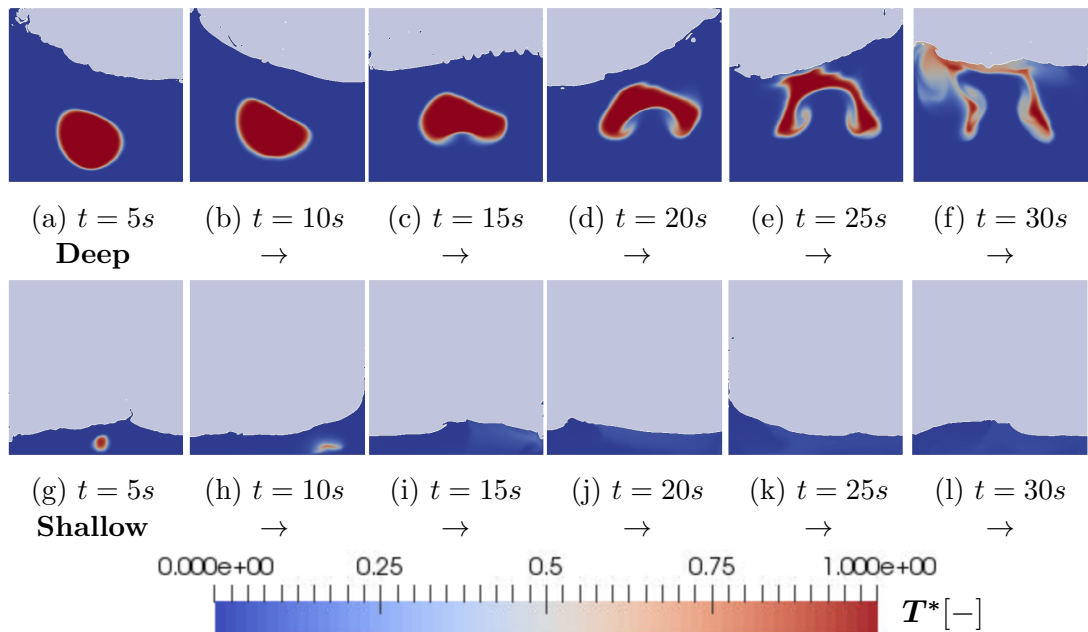 (a) t = 5s (b) t = 10s (c) t = 15s (d) t = 20s (e) t = 25s (f) t = 30s
Deep → → → → →
(g) t = 5s (h) t = 10s (i) t = 15s (j) t = 20s (k) t = 25s (l) t = 30s
Shallow → → → → →
0.000e+00 0.25 0.5 0.75 1.000e+00
T*[−]